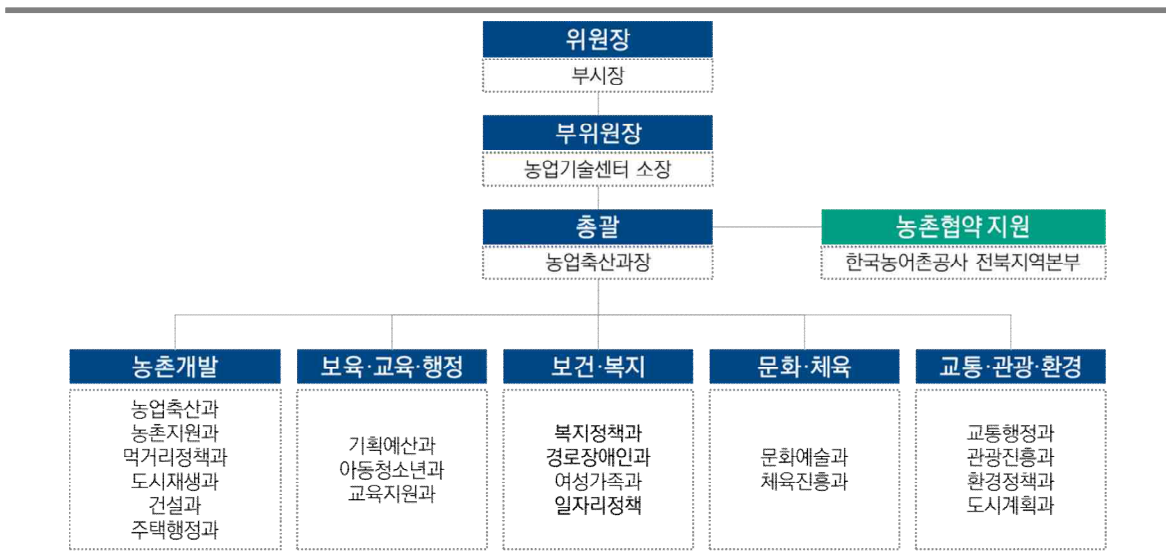 위원장
부시장
부위원장
농업기술센터 소장
총괄
농업축산과장
농촌협약 지원
한국농어촌공사 전북지역본부
농촌개발
농업축산과
농촌지원과
먹거리정책과
도시재생과
건설과
주택행정과
보육·교육·행정
기획예산과
아동청소년과
교육지원과
보건·복지
복지정책과
경로장애인과
여성가족과
일자리정책
문화·체육
문화예술과
체육진흥과
교통·관광·환경
교통행정과
관광진흥과
환경정책과
도시계획과